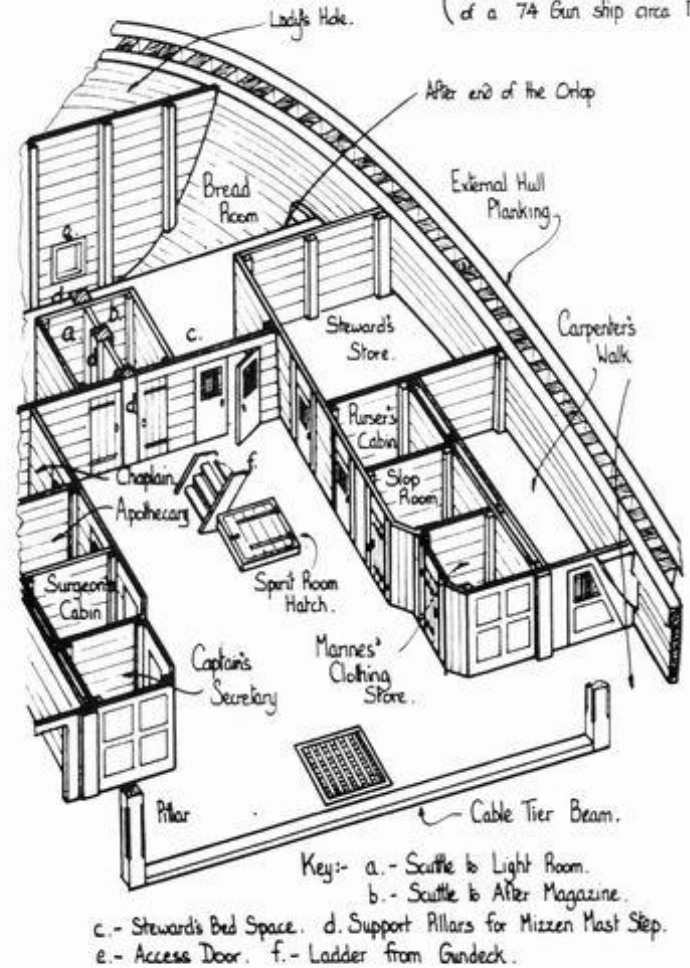 of a 74 Gun ship circa
Lady's Hole.
After end of the Orlop
External Hull
Planking
Bread
Room
Carpenter's
Walk
Steward's
Store.
e.
d.
a.
b.
d
d
c.
f.
Purser's
Cabin
Slop
Room
Chaplain
Apothecary
Surgeon's
Cabin
Spirit Room
Hatch.
Captain's
Secretary
Marines'
Clothing
Store.
Pillar
Cable Tier Beam.
Key:- a.- Scuttle to Light Room.
b.- Scuttle to After Magazine.
c.- Steward's Bed Space. d. Support Pillars for Mizzen Mast Step.
e.- Access Door. f.- Ladder from Gundeck.